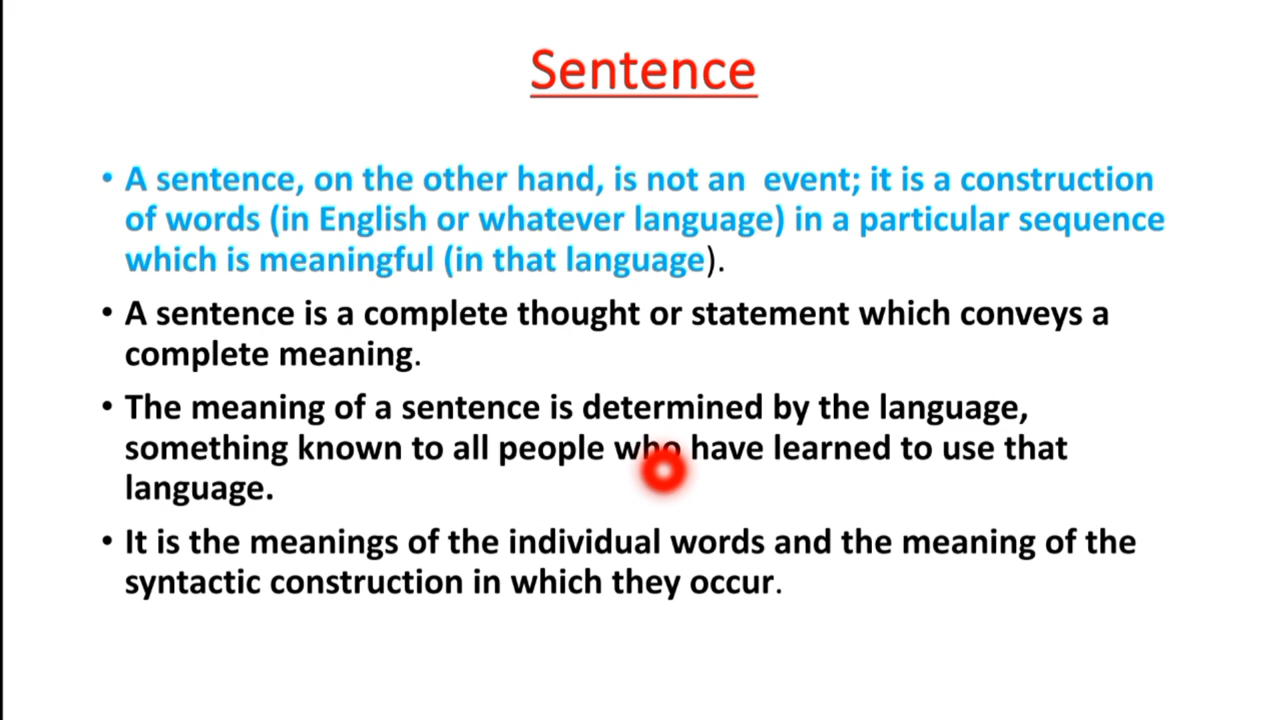 Sentence
• A sentence, on the other hand, is not an event; it is a construction
of words (in English or whatever language) in a particular sequence
which is meaningful (in that language).
• A sentence is a complete thought or statement which conveys a
complete meaning.
• The meaning of a sentence is determined by the language,
something known to all people who have learned to use that
language.
• It is the meanings of the individual words and the meaning of the
syntactic construction in which they occur.